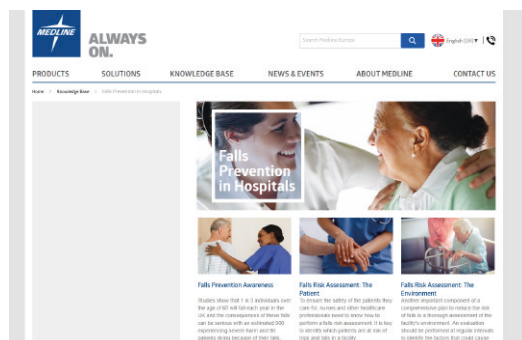 MEDLINE
ALWAYS
ON.
Search Medline Europe
English (UK)
PRODUCTS SOLUTIONS KNOWLEDGE BASE NEWS & EVENTS ABOUT MEDLINE CONTACT US
Home > Knowledge Base > Falls Prevention in Hospitals
Falls
Prevention
in Hospitals
Falls Prevention Awareness
Studies show that 1 in 3 individuals over
the age of 65 will fall each year in the
UK and the consequences of these falls
can be serious with an estimated 900
experiencing severe harm and 90
patients dying because of their falls.
Falls Risk Assessment: The
Patient
To ensure the safety of the patients they
care for, nurses and other healthcare
professionals need to know how to
perform a falls risk assessment. It is key
to identify which patients are at risk of
trips and falls in a facility.
Falls Risk Assessment: The
Environment
Another important component of a
comprehensive plan to reduce the risk
of falls is a thorough assessment of the
facility's environment. An evaluation
should be performed at regular intervals
to identify the factors that could cause